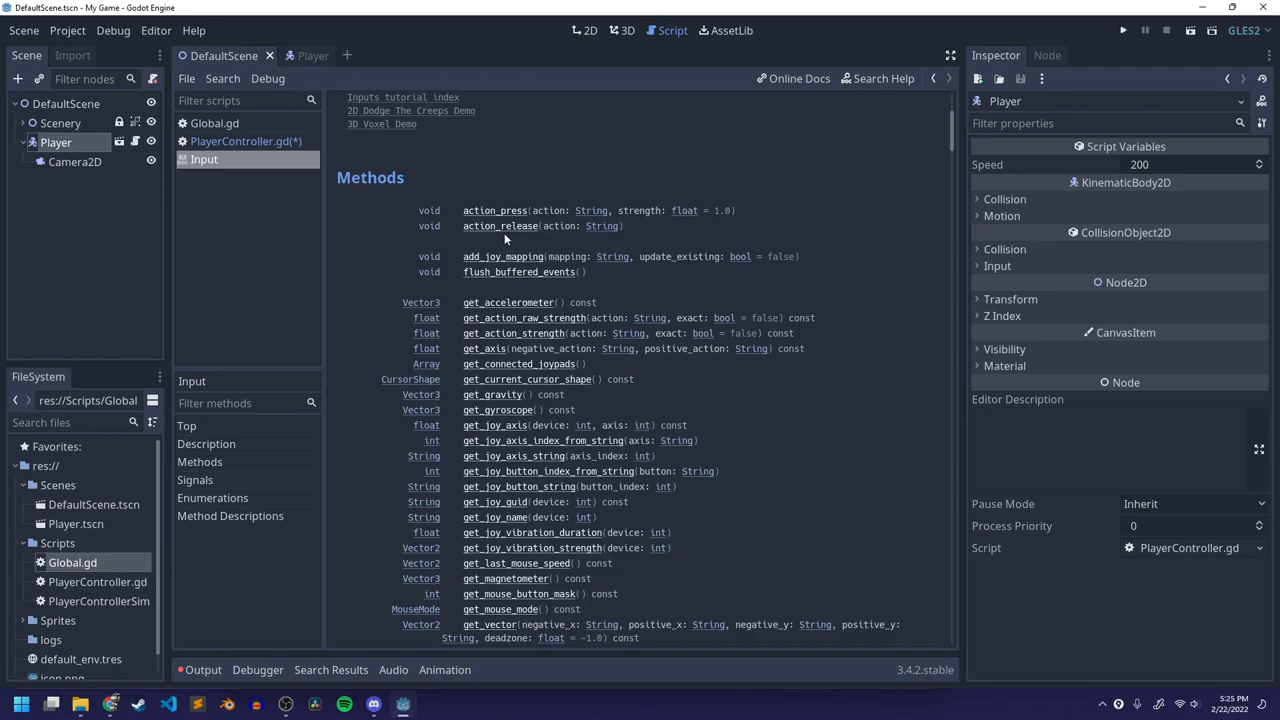 DefaultScene.tscn - My Game - Godot Engine
Scene Project Debug Editor Help
2D 3D Script AssetLib
GLES2
Scene Import
Filter nodes
DefaultScene
Scenery
Player
Camera2D
FileSystem
res://Scripts/Global
Search files
Favorites:
res://
Scenes
DefaultScene.tscn
Player.tscn
Scripts
Global.gd
PlayerController.gd
PlayerControllerSim
Sprites
logs
default_env.tres
icon.png
DefaultScene Player
File Search Debug
Online Docs Search Help
Filter scripts
Global.gd
PlayerController.gd(*)
Input
Input
Filter methods
Top
Description
Methods
Signals
Enumerations
Method Descriptions
Inputs tutorial index
2D Dodge The Creeps Demo
3D Voxel Demo
Methods
void action_press(action: String, strength: float = 1.0)
void action_release(action: String)
void add_joy_mapping(mapping: String, update_existing: bool = false)
void flush_buffered_events()
Vector3 get_accelerometer() const
float get_action_raw_strength(action: String, exact: bool = false) const
float get_action_strength(action: String, exact: bool = false) const
float get_axis(negative_action: String, positive_action: String) const
Array get_connected_joypads()
CursorShape get_current_cursor_shape() const
Vector3 get_gravity() const
Vector3 get_gyroscope() const
float get_joy_axis(device: int, axis: int) const
int get_joy_axis_index_from_string(axis: String)
String get_joy_axis_string(axis_index: int)
int get_joy_button_index_from_string(button: String)
String get_joy_button_string(button_index: int)
String get_joy_guid(device: int) const
String get_joy_name(device: int)
float get_joy_vibration_duration(device: int)
Vector2 get_joy_vibration_strength(device: int)
Vector2 get_last_mouse_speed() const
Vector3 get_magnetometer() const
int get_mouse_button_mask() const
MouseMode get_mouse_mode() const
Vector2 get_vector(negative_x: String, positive_x: String, negative_y: String, positive_y:
String, deadzone: float = -1.0) const
Output Debugger Search Results Audio Animation
3.4.2.stable
Inspector Node
Player
Filter properties
Script Variables
Speed 200
KinematicBody2D
Collision
Motion
CollisionObject2D
Collision
Input
Node2D
Transform
Z Index
CanvasItem
Visibility
Material
Node
Editor Description
Pause Mode Inherit
Process Priority 0
Script PlayerController.gd
5:25 PM
2/22/2022